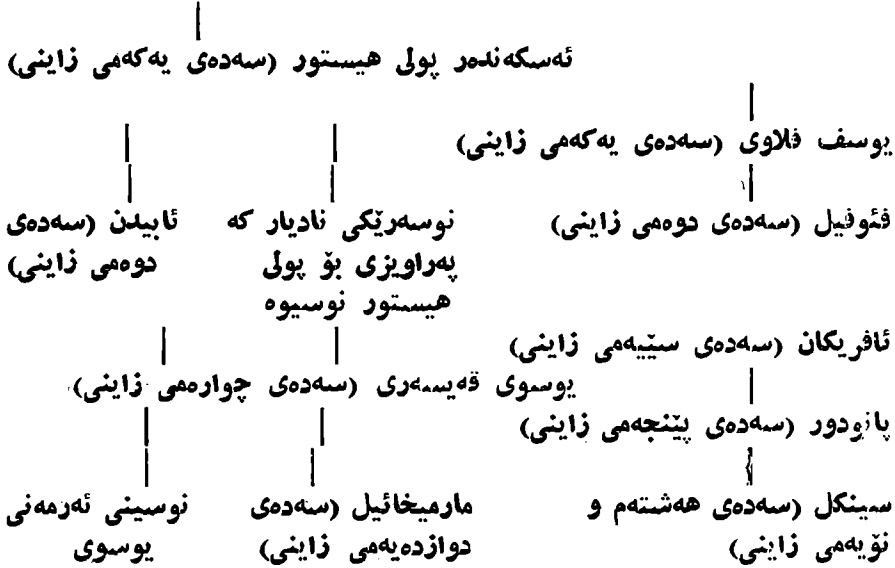 ئەسکەندەر پولی هیستور (سەدەی یەکەمی زاینی)
یوسف فلاوی (سەدەی یەکەمی زاینی)
فئوفیل (سەدەی دوەمی زاینی)
نوسەرێکی نادیار کە
ئابیدن (سەدەی
پەراویزی بۆ پولی
دوەمی زاینی)
هیستور نوسیوە
ئافریکان (سەدەی سێیەمی زاینی)
یوسوی قەیسەری (سەدەی چوارەمی زاینی)
پانودور (سەدەی پێنجەمی زاینی)
سینکل (سەدەی هەشتەم و
مارمیخائیل (سەدەی
نوسینی ئەرمەنی
نۆیەمی زاینی)
دوازدەیەمی زاینی)
یوسوی